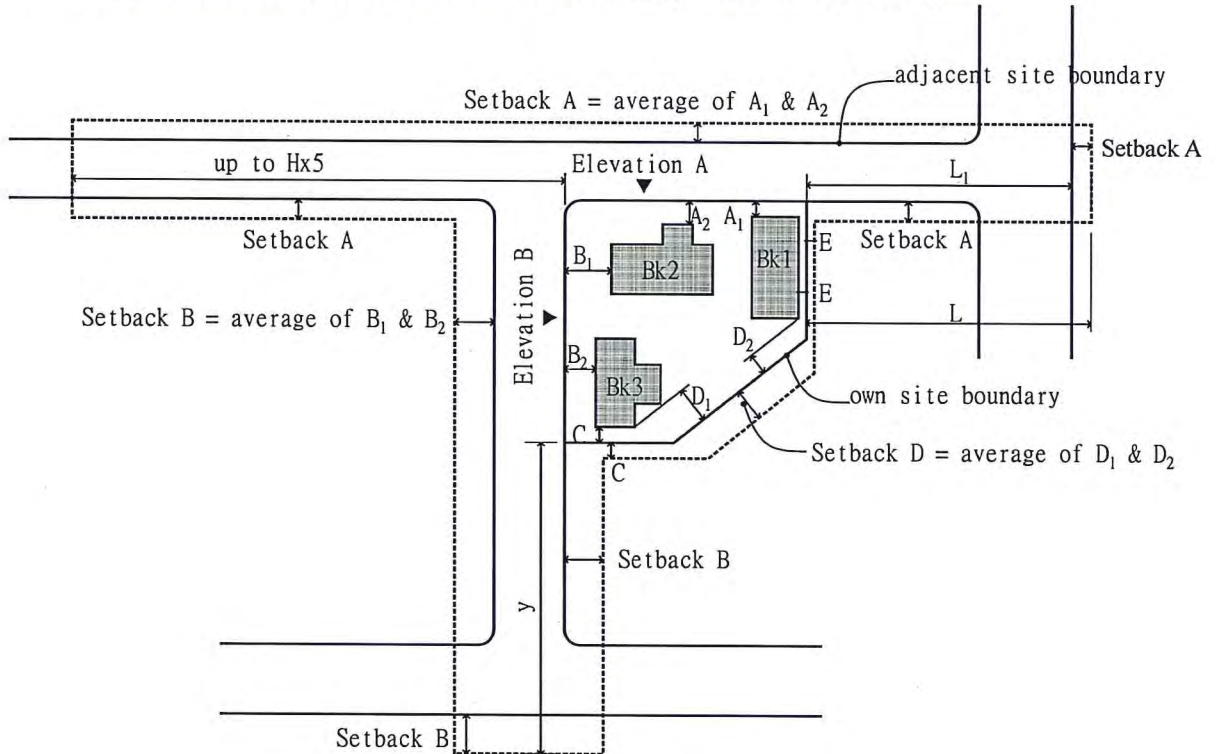 adjacent site boundary
Setback A = average of A₁ & A₂
Setback A
up to Hx5
Elevation A
L₁
A₂
A₁
Setback A
Setback A
E
B₁
Bk2
Bk1
Elevation B
E
Setback B = average of B₁ & B₂
L
D₂
B₂
Bk3
D₁
own site boundary
C
Setback D = average of D₁ & D₂
C
Setback B
y
Setback B